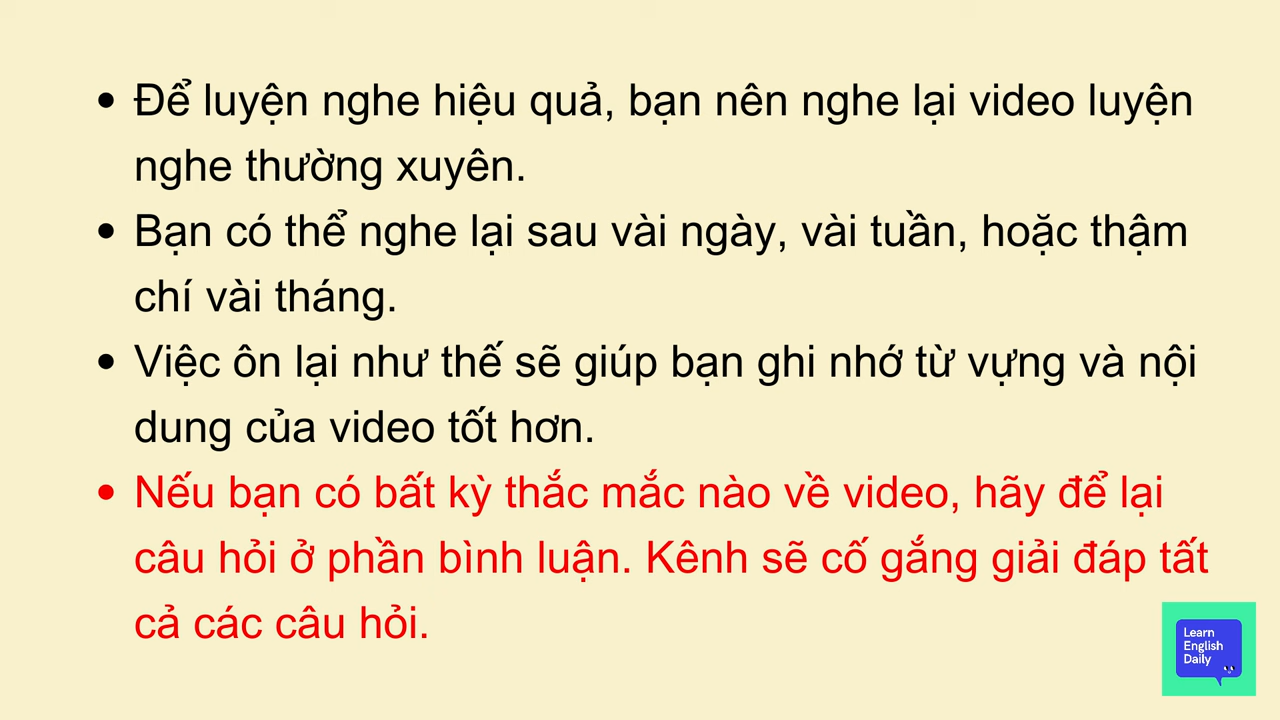 • Để luyện nghe hiệu quả, bạn nên nghe lại video luyện
nghe thường xuyên.
• Bạn có thể nghe lại sau vài ngày, vài tuần, hoặc thậm
chí vài tháng.
• Việc ôn lại như thế sẽ giúp bạn ghi nhớ từ vựng và nội
dung của video tốt hơn.
• Nếu bạn có bất kỳ thắc mắc nào về video, hãy để lại
câu hỏi ở phần bình luận. Kênh sẽ cố gắng giải đáp tất
cả các câu hỏi.
Learn
English
Daily